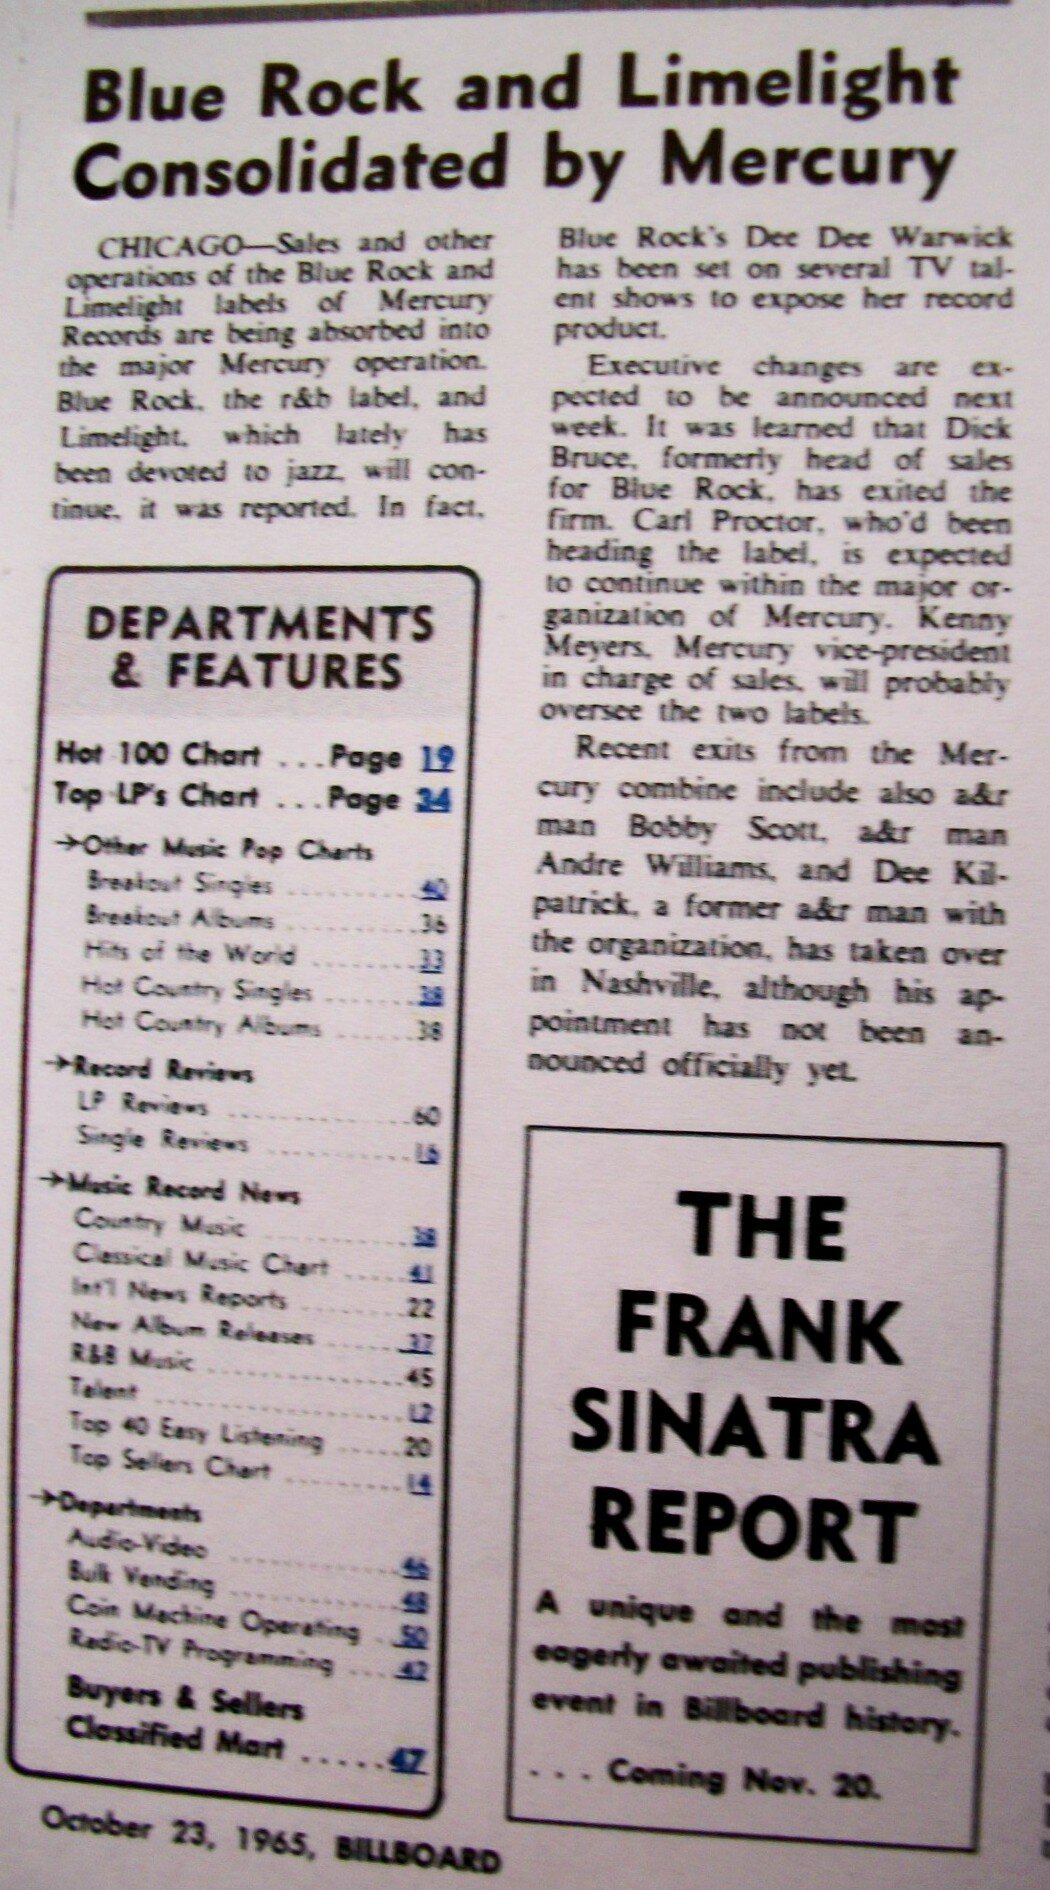 Blue Rock and Limelight
Consolidated by Mercury
CHICAGO—Sales and other
operations of the Blue Rock and
Limelight labels of Mercury
Records are being absorbed into
the major Mercury operation.
Blue Rock, the r&b label, and
Limelight, which lately has
been devoted to jazz, will con-
tinue, it was reported. In fact,
Blue Rock's Dee Dee Warwick
has been set on several TV tal-
ent shows to expose her record
product.
Executive changes are ex-
pected to be announced next
week. It was learned that Dick
Bruce, formerly head of sales
for Blue Rock, has exited the
firm. Carl Proctor, who'd been
heading the label, is expected
to continue within the major or-
ganization of Mercury. Kenny
Meyers, Mercury vice-president
in charge of sales, will probably
oversee the two labels.
Recent exits from the Mer-
cury combine include also a&r
man Bobby Scott, a&r man
Andre Williams, and Dee Kil-
patrick, a former a&r man with
the organization, has taken over
in Nashville, although his ap-
pointment has not been an-
nounced officially yet.
DEPARTMENTS
& FEATURES
Hot 100 Chart ...Page 19
Top LP's Chart ...Page 34
→Other Music Pop Charts
Breakout Singles ..........40
Breakout Albums ..........36
Hits of the World ..........33
Hot Country Singles ........38
Hot Country Albums ........38
→Record Reviews
LP Reviews ..........60
Single Reviews ..........16
→Music Record News
Country Music ..........38
Classical Music Chart ......41
Int'l News Reports ........22
New Album Releases ......37
R&B Music ..........45
Talent ..........12
Top 40 Easy Listening .....20
Top Sellers Chart ........14
→Departments
Audio-Video ..........46
Bulk Vending ..........48
Coin Machine Operating ..50
Radio-TV Programming ....42
Buyers & Sellers
Classified Mart .....47
THE
FRANK
SINATRA
REPORT
A unique and the most
eagerly awaited publishing
event in Billboard history.
... Coming Nov. 20.
October 23, 1965, BILLBOARD